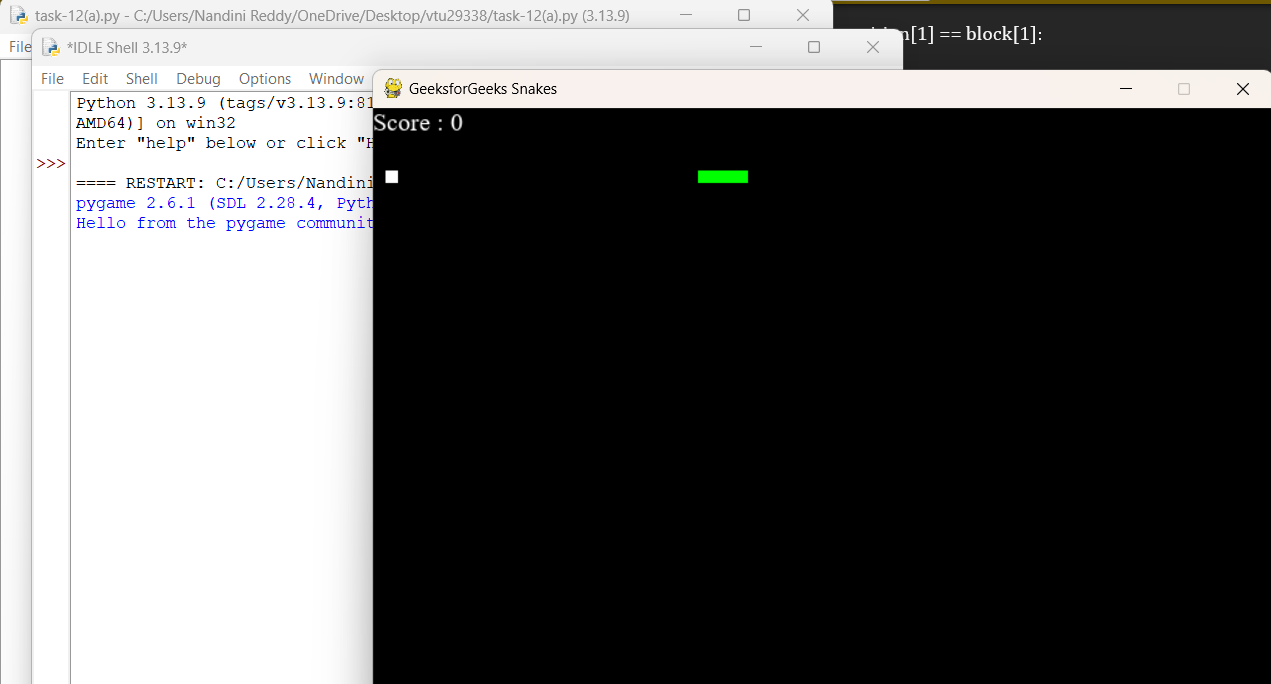 task-12(a).py - C:/Users/Nandini Reddy/OneDrive/Desktop/vtu29338/task-12(a).py (3.13.9)
[1] == block[1]:
File
*IDLE Shell 3.13.9*
File Edit Shell Debug Options Window
GeeksforGeeks Snakes
Python 3.13.9 (tags/v3.13.9:81
AMD64)] on win32
Enter "help" below or click "H
>>>
==== RESTART: C:/Users/Nandini
pygame 2.6.1 (SDL 2.28.4, Pyth
Hello from the pygame communit
Score : 0